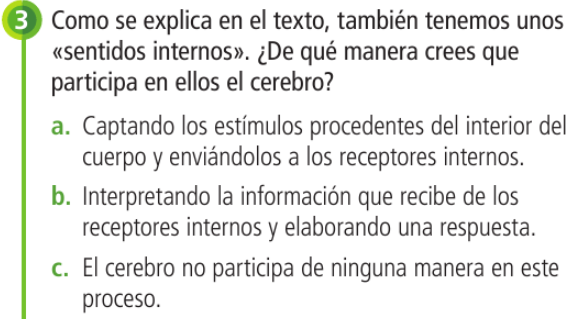 3 Como se explica en el texto, también tenemos unos
«sentidos internos». ¿De qué manera crees que
participa en ellos el cerebro?
a. Captando los estímulos procedentes del interior del
cuerpo y enviándolos a los receptores internos.
b. Interpretando la información que recibe de los
receptores internos y elaborando una respuesta.
c. El cerebro no participa de ninguna manera en este
proceso.